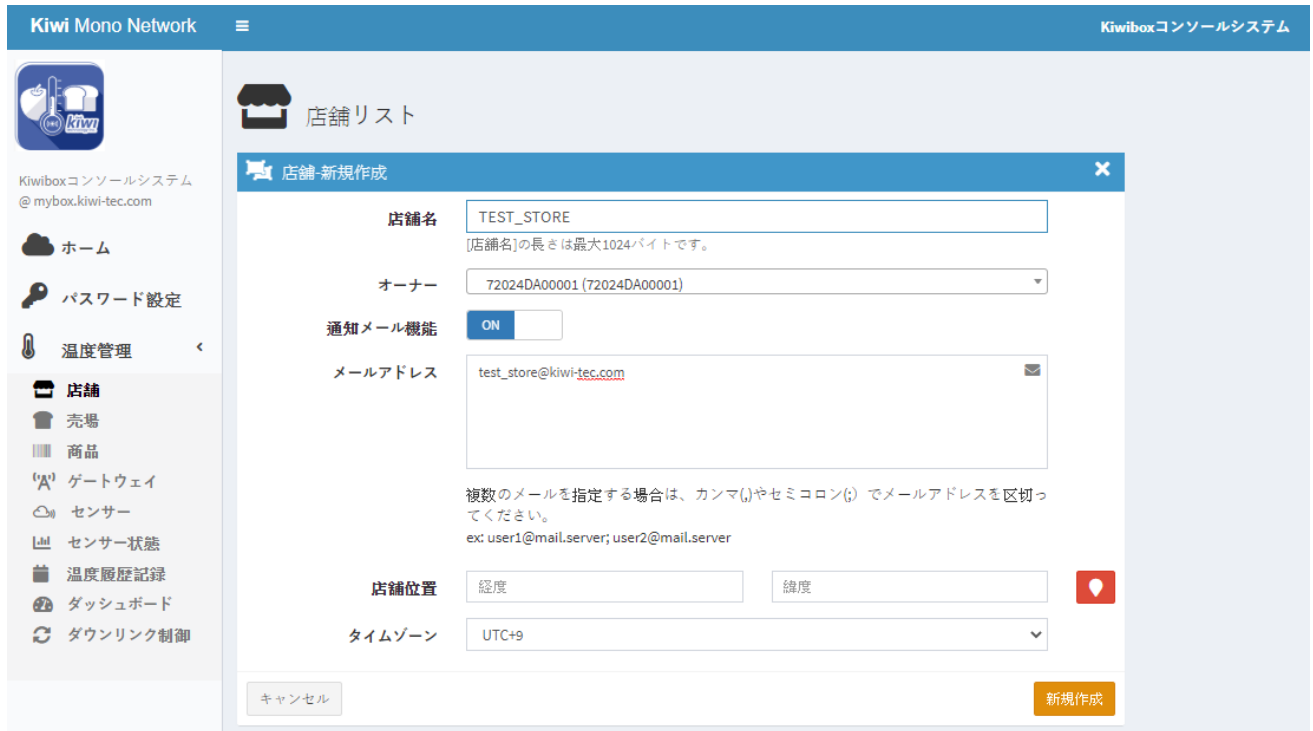 Kiwi Mono Network
Kiwiboxコンソールシステム
kiwi
Kiwiboxコンソールシステム
@ mybox.kiwi-tec.com
ホーム
パスワード設定
温度管理
店舗
売場
商品
ゲートウェイ
センサー
センサー状態
温度履歴記録
ダッシュボード
ダウンリンク制御
店舗リスト
店舗-新規作成
店舗名
TEST_STORE
[店舗名]の長さは最大1024バイトです。
オーナー
72024DA00001 (72024DA00001)
通知メール機能
ON
メールアドレス
test_store@kiwi-tec.com
複数のメールを指定する場合は、カンマ(,)やセミコロン(;）でメールアドレスを区切っ
てください。
ex: user1@mail.server; user2@mail.server
店舗位置
経度
緯度
タイムゾーン
UTC+9
キャンセル
新規作成